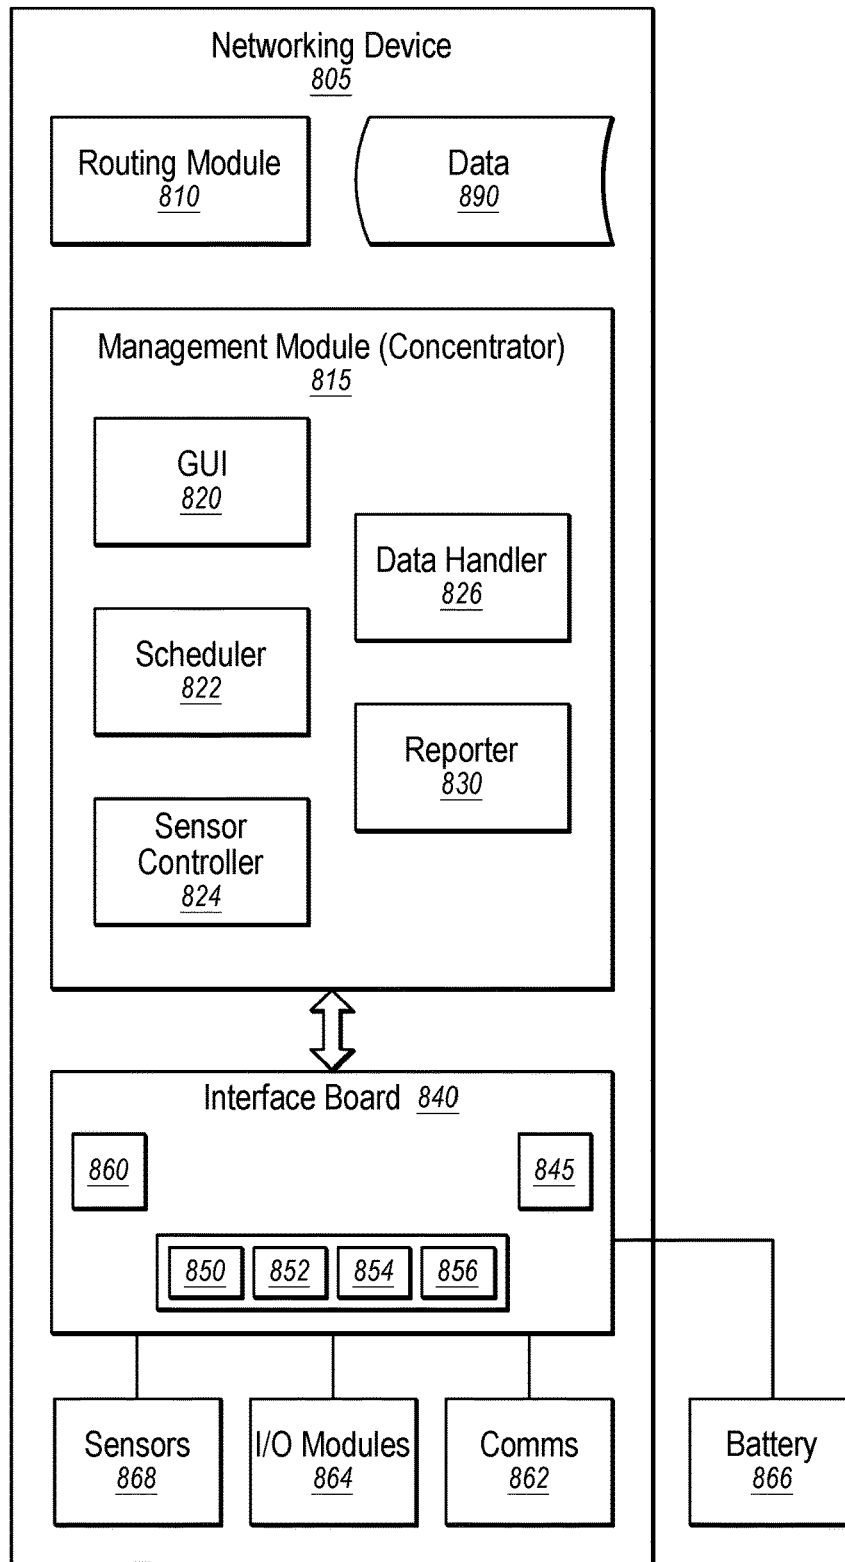 Networking Device
805
Routing Module
810
Data
890
Management Module (Concentrator)
815
GUI
820
Data Handler
826
Scheduler
822
Reporter
830
Sensor
Controller
824
Interface Board 840
860
845
850 852 854 856
Sensors
868
I/O Modules
864
Comms
862
Battery
866